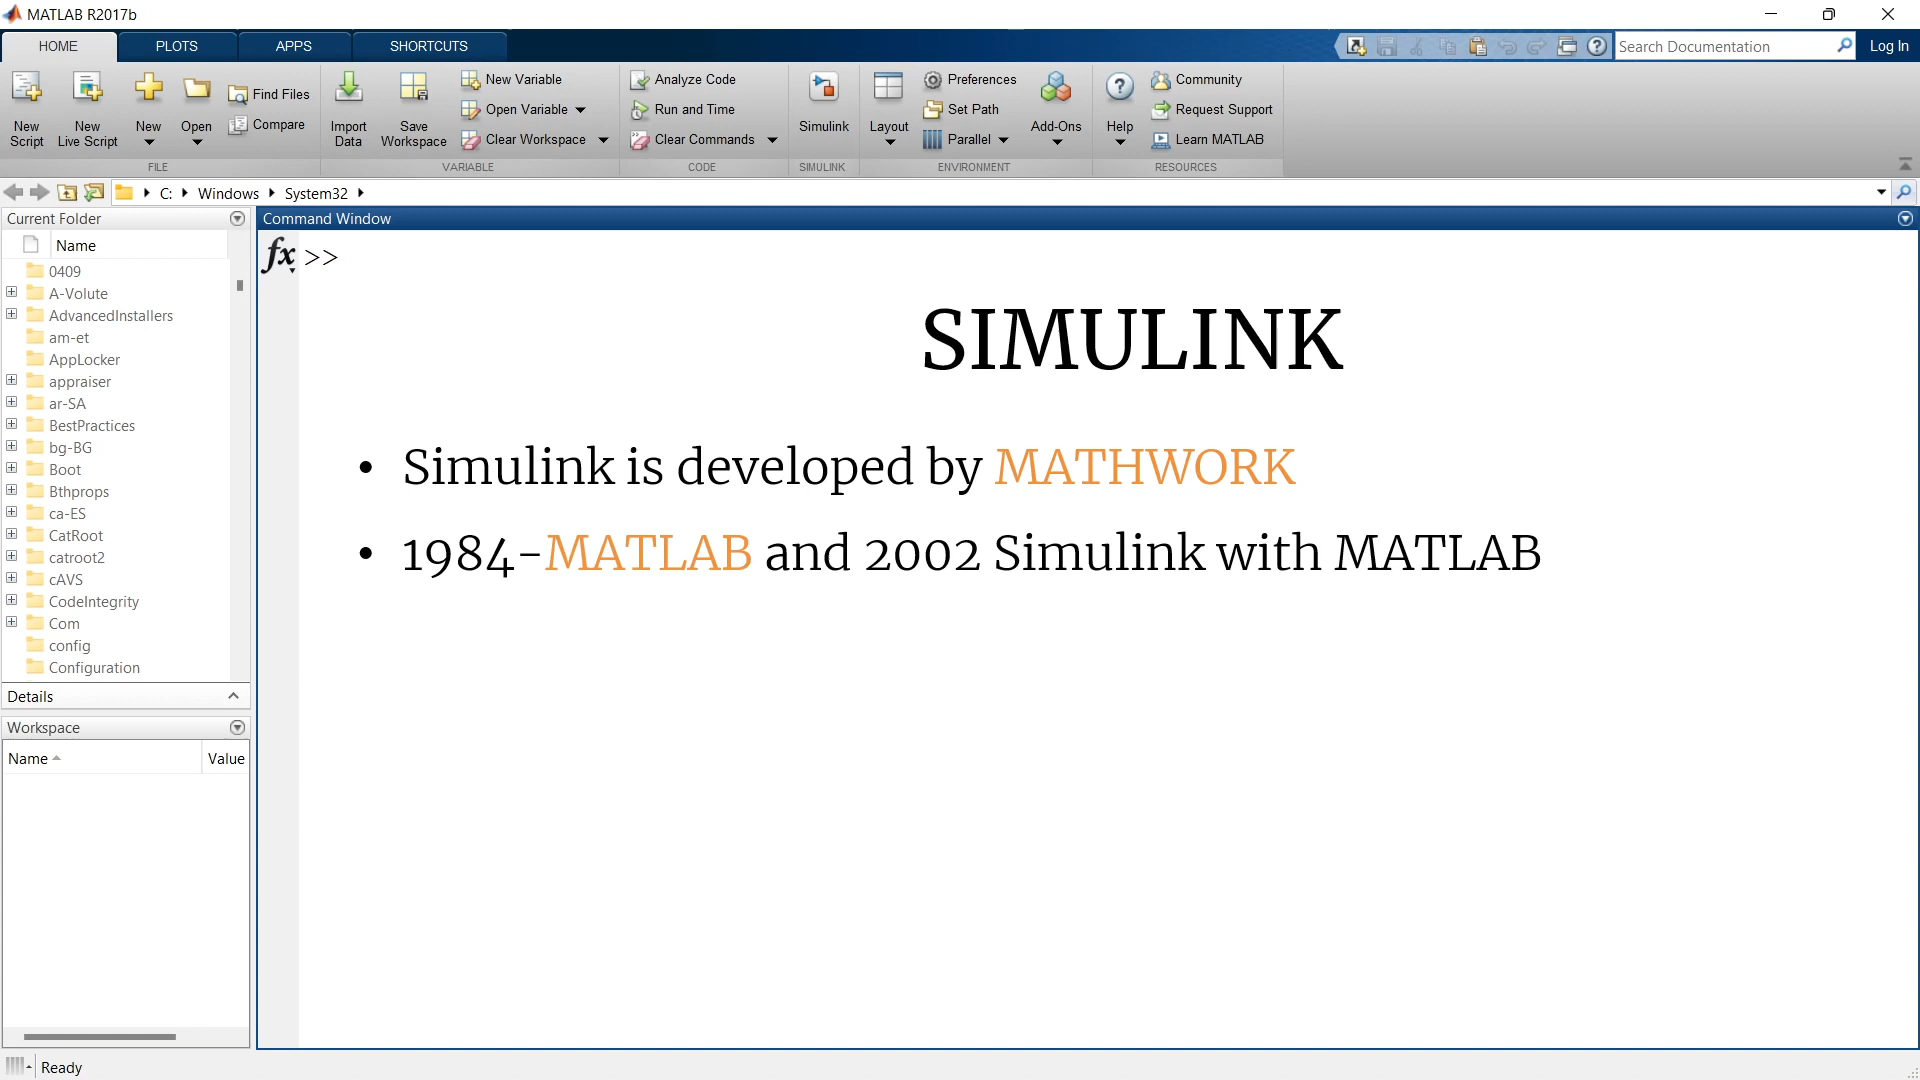 MATLAB R2017b
HOME PLOTS APPS SHORTCUTS
Search Documentation
Log In
New Script
New Live Script
New
Open
Find Files
Compare
FILE
Import Data
Save Workspace
New Variable
Open Variable
Clear Workspace
VARIABLE
Analyze Code
Run and Time
Clear Commands
CODE
Simulink
SIMULINK
Layout
Preferences
Set Path
Parallel
Add-Ons
ENVIRONMENT
Help
Community
Request Support
Learn MATLAB
RESOURCES
C: Windows System32
Current Folder
Name
0409
A-Volute
AdvancedInstallers
am-et
AppLocker
appraiser
ar-SA
BestPractices
bg-BG
Boot
Bthprops
ca-ES
CatRoot
catroot2
cAVS
CodeIntegrity
Com
config
Configuration
Details
Workspace
Name Value
Command Window
fx >>
SIMULINK
• Simulink is developed by MATHWORK
• 1984-MATLAB and 2002 Simulink with MATLAB
Ready